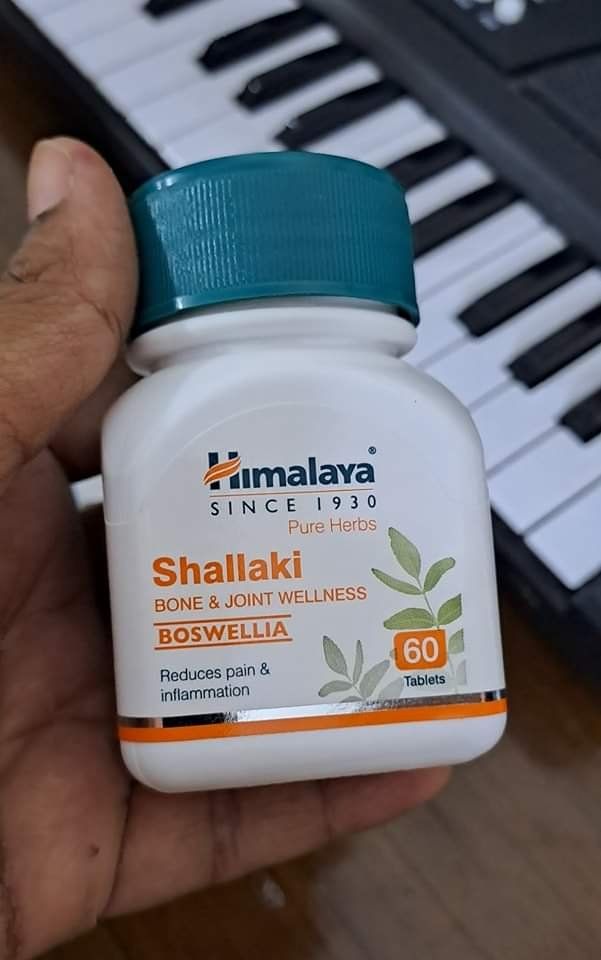 Himalaya®
SINCE 1930
Pure Herbs
Shallaki
BONE & JOINT WELLNESS
BOSWELLIA
Reduces pain &
inflammation
60
Tablets